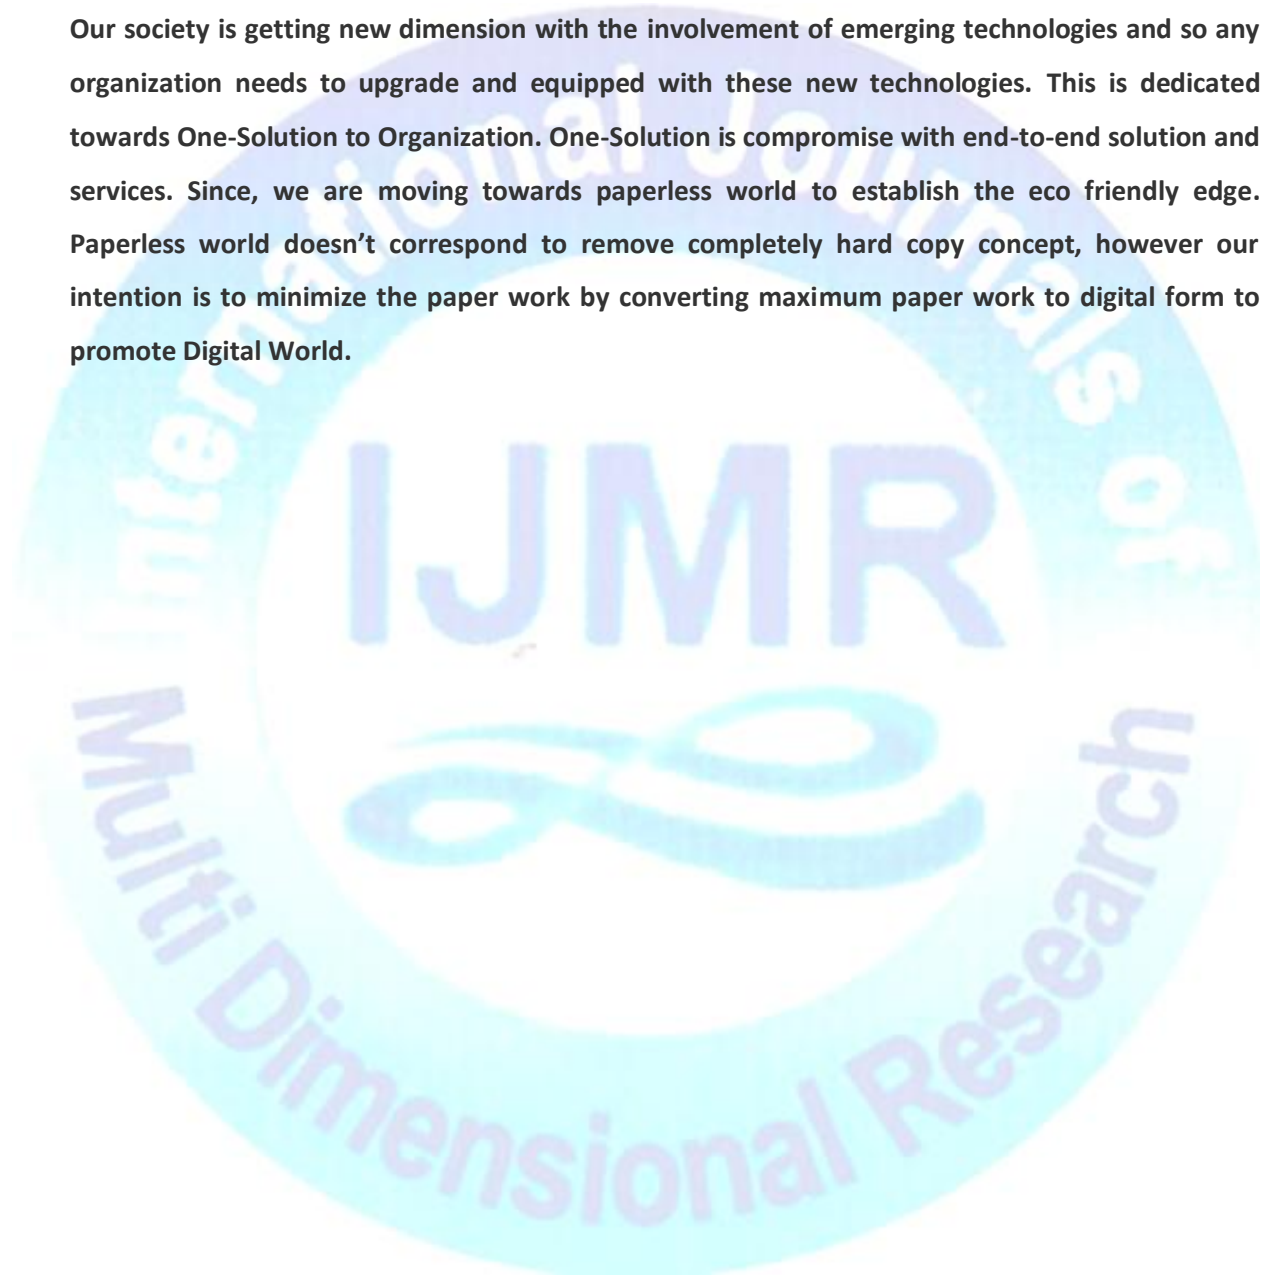 Our society is getting new dimension with the involvement of emerging technologies and so any
organization needs to upgrade and equipped with these new technologies. This is dedicated
towards One-Solution to Organization. One-Solution is compromise with end-to-end solution and
services. Since, we are moving towards paperless world to establish the eco friendly edge.
Paperless world doesn’t correspond to remove completely hard copy concept, however our
intention is to minimize the paper work by converting maximum paper work to digital form to
promote Digital World.
International Journals of
IJMR
Multi Dimensional Research